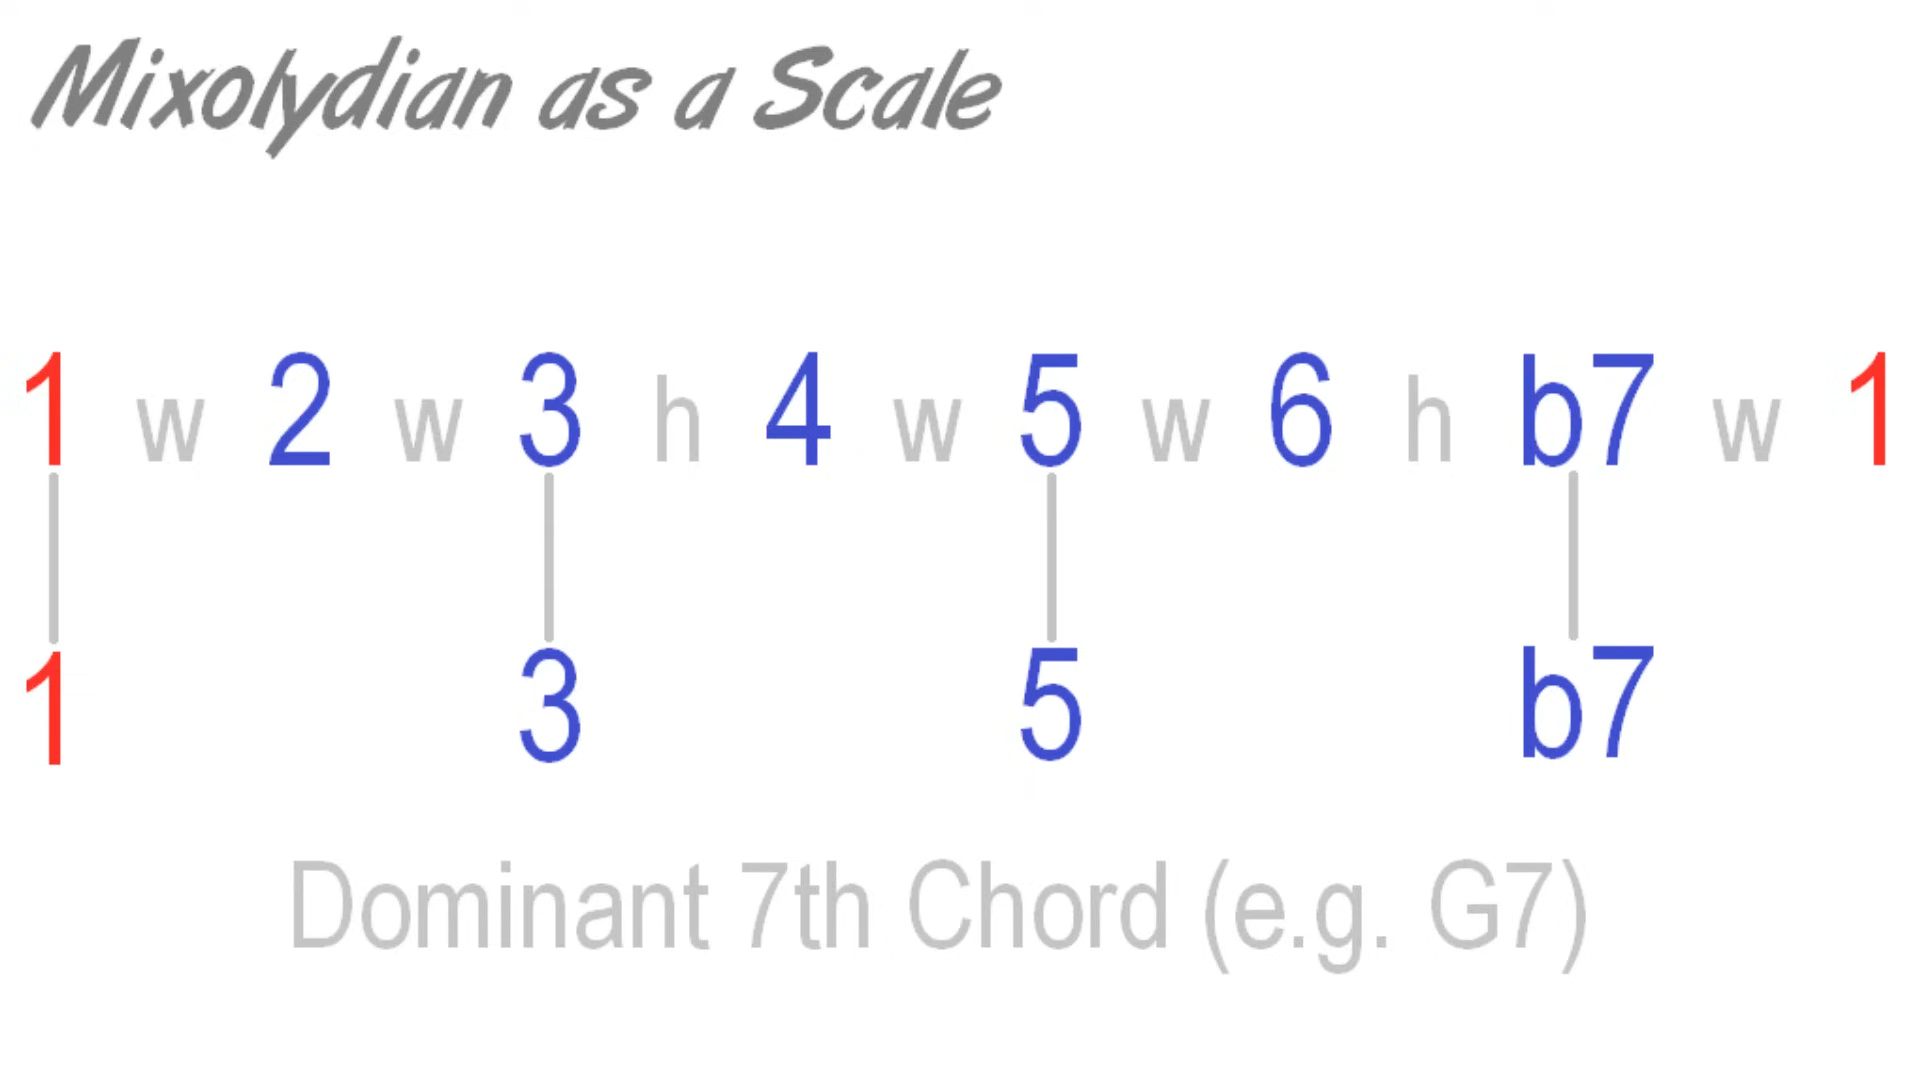 Mixolydian as a Scale
1 w 2 w 3 h 4 w 5 w 6 h b7 w 1
1 3 5 b7
Dominant 7th Chord (e.g. G7)